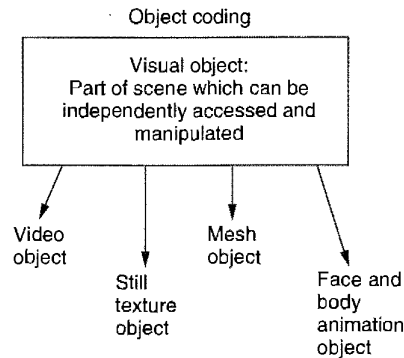 Object coding
Visual object:
Part of scene which can be
independently accessed and
manipulated
Video
object
Still
texture
object
Mesh
object
Face and
body
animation
object